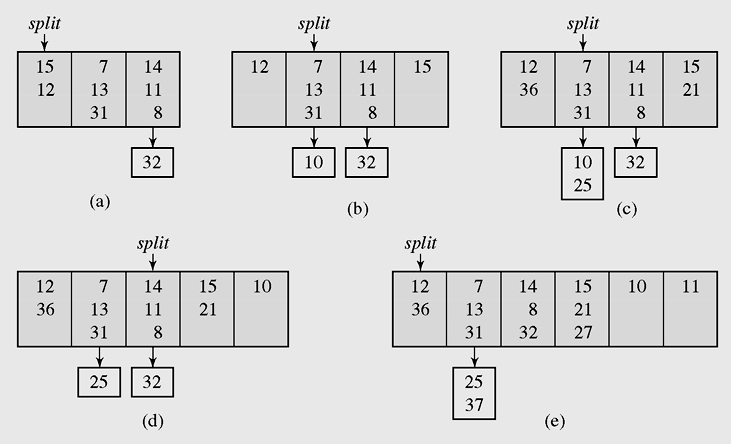 split
15 7 14
12 13 11
31 8
32
(a)
split
12 7 14 15
13 11
31 8
10 32
(b)
split
12 7 14 15
36 13 11 21
31 8
10 32
25
(c)
split
12 7 14 15 10
36 13 11 21
31 8
25 32
(d)
split
12 7 14 15 10 11
36 13 8 21
31 32 27
25
37
(e)